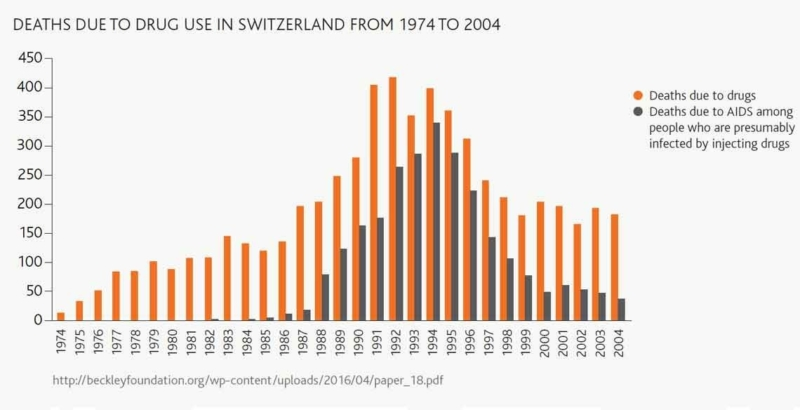 DEATHS DUE TO DRUG USE IN SWITZERLAND FROM 1974 TO 2004
450
400
350
300
250
200
150
100
50
0
Deaths due to drugs
Deaths due to AIDS among
people who are presumably
infected by injecting drugs
1974 1975 1976 1977 1978 1979 1980 1981 1982 1983 1984 1985 1986 1987 1988 1989 1990 1991 1992 1993 1994 1995 1996 1997 1998 1999 2000 2001 2002 2003 2004
http://beckleyfoundation.org/wp-content/uploads/2016/04/paper_18.pdf